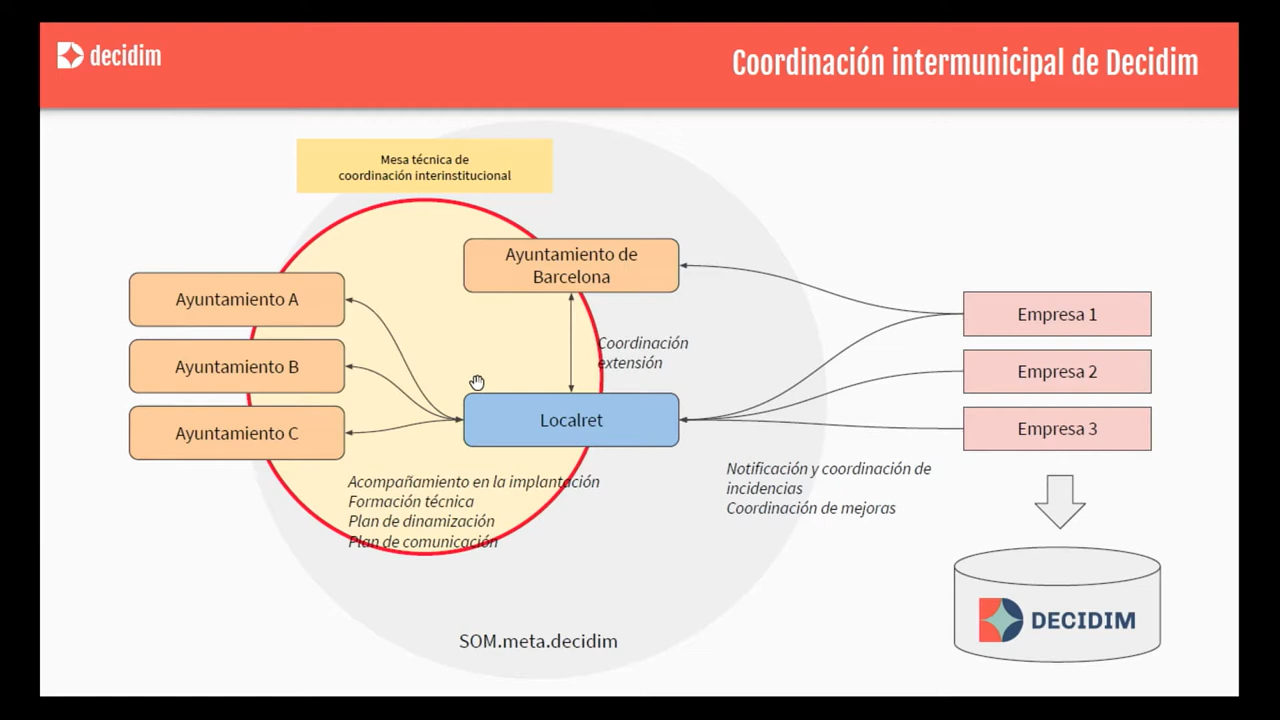 decidim
Coordinación intermunicipal de Decidim
Mesa técnica de
coordinación interinstitucional
Ayuntamiento de
Barcelona
Ayuntamiento A
Ayuntamiento B
Ayuntamiento C
Coordinación
extensión
Localret
Empresa 1
Empresa 2
Empresa 3
Acompañamiento en la implantación
Formación técnica
Plan de dinamización
Plan de comunicación
Notificación y coordinación de
incidencias
Coordinación de mejoras
DECIDIM
SOM.meta.decidim